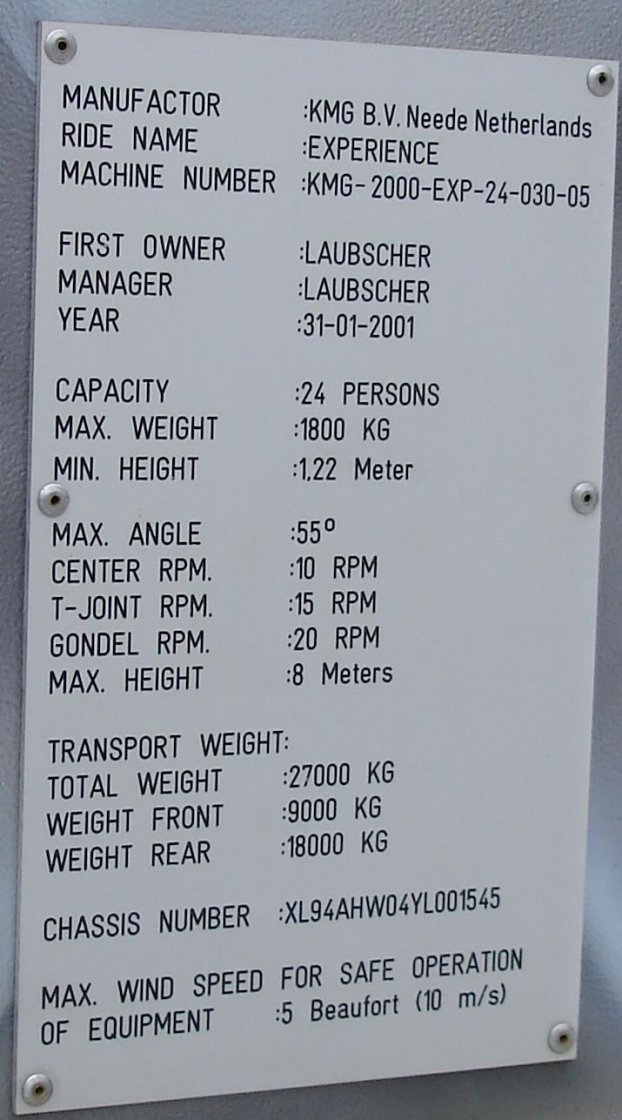 MANUFACTOR :KMG B.V. Neede Netherlands
RIDE NAME :EXPERIENCE
MACHINE NUMBER :KMG-2000-EXP-24-030-05
FIRST OWNER :LAUBSCHER
MANAGER :LAUBSCHER
YEAR :31-01-2001
CAPACITY :24 PERSONS
MAX. WEIGHT :1800 KG
MIN. HEIGHT :1,22 Meter
MAX. ANGLE :55°
CENTER RPM. :10 RPM
T-JOINT RPM. :15 RPM
GONDEL RPM. :20 RPM
MAX. HEIGHT :8 Meters
TRANSPORT WEIGHT:
TOTAL WEIGHT :27000 KG
WEIGHT FRONT :9000 KG
WEIGHT REAR :18000 KG
CHASSIS NUMBER :XL94AHW04YL001545
MAX. WIND SPEED FOR SAFE OPERATION
OF EQUIPMENT :5 Beaufort (10 m/s)